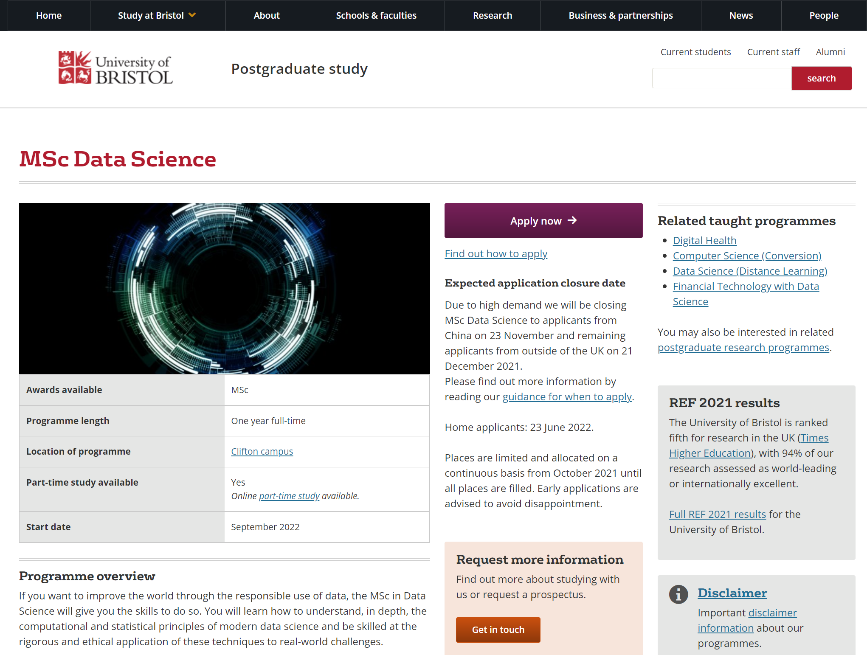 Home Study at Bristol About Schools & faculties Research Business & partnerships News People
University of
BRISTOL
Postgraduate study
Current students Current staff Alumni
search
MSc Data Science
Awards available MSc
Programme length One year full-time
Location of programme Clifton campus
Part-time study available Yes
Online part-time study available.
Start date September 2022
Programme overview
If you want to improve the world through the responsible use of data, the MSc in Data
Science will give you the skills to do so. You will learn how to understand, in depth, the
computational and statistical principles of modern data science and be skilled at the
rigorous and ethical application of these techniques to real-world challenges.
Apply now →
Find out how to apply
Expected application closure date
Due to high demand we will be closing
MSc Data Science to applicants from
China on 23 November and remaining
applicants from outside of the UK on 21
December 2021.
Please find out more information by
reading our guidance for when to apply.
Home applicants: 23 June 2022.
Places are limited and allocated on a
continuous basis from October 2021 until
all places are filled. Early applications are
advised to avoid disappointment.
Request more information
Find out more about studying with
us or request a prospectus.
Get in touch
Related taught programmes
Digital Health
Computer Science (Conversion)
Data Science (Distance Learning)
Financial Technology with Data
Science
You may also be interested in related
postgraduate research programmes.
REF 2021 results
The University of Bristol is ranked
fifth for research in the UK (Times
Higher Education), with 94% of our
research assessed as world-leading
or internationally excellent.
Full REF 2021 results for the
University of Bristol.
Disclaimer
Important disclaimer
information about our
programmes.